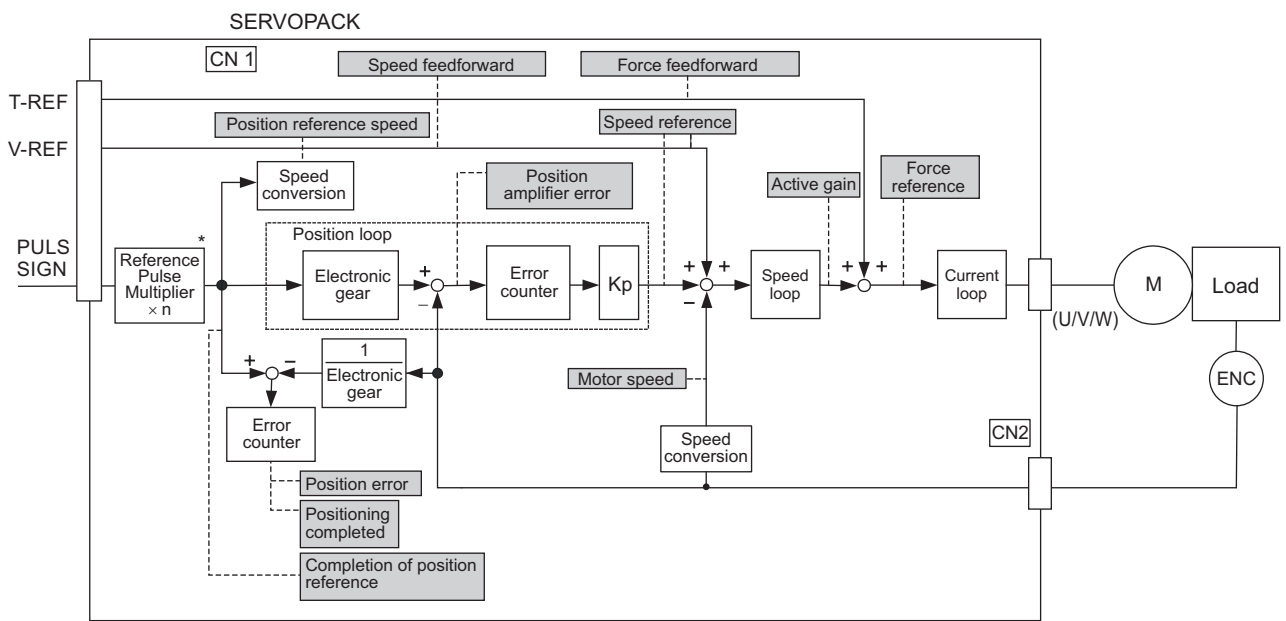 SERVOPACK
CN 1
Speed feedforward
Force feedforward
T-REF
Position reference speed
Speed reference
V-REF
Speed
conversion
Position
amplifier error
Active gain
Force
reference
PULS
SIGN
*
Reference
Pulse
Multiplier
× n
Position loop
Electronic
gear
+
−
Error
counter
Kp
+
+
−
Speed
loop
+
+
Current
loop
(U/V/W)
M
Load
+
−
1
Electronic
gear
Motor speed
ENC
Error
counter
Speed
conversion
CN2
Position error
Positioning
completed
Completion of position
reference